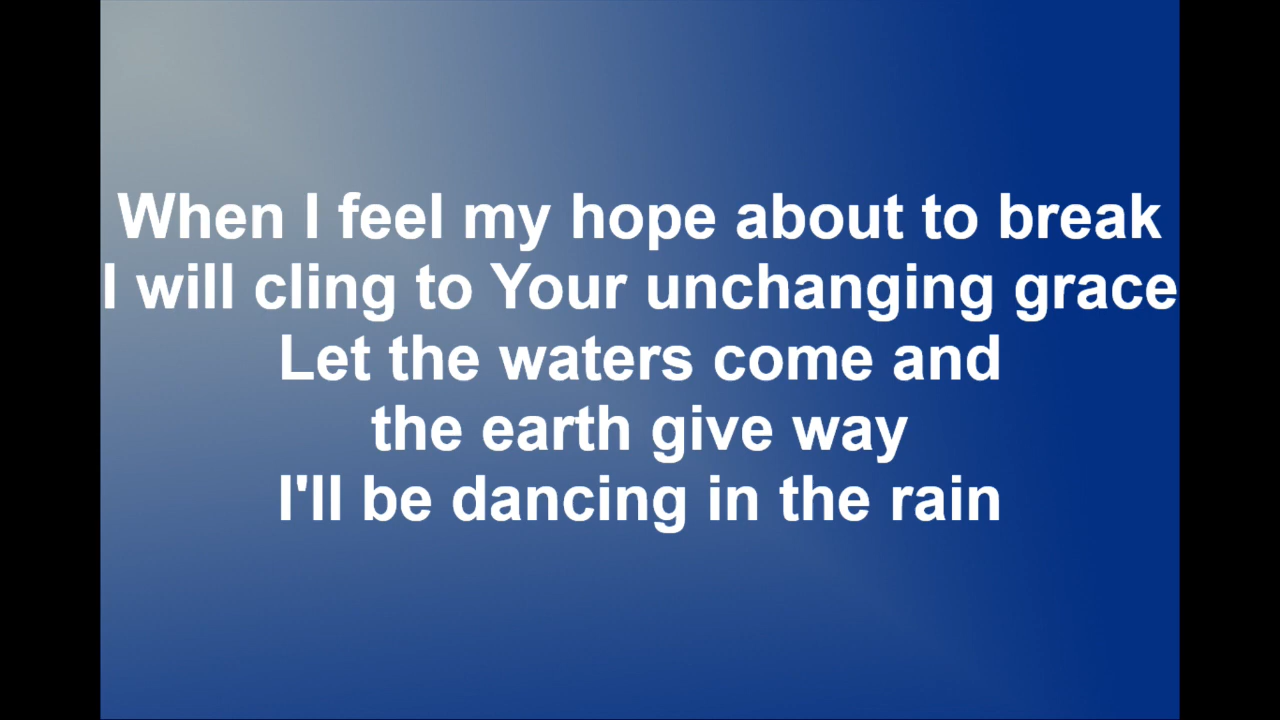 When I feel my hope about to break
I will cling to Your unchanging grace
Let the waters come and
the earth give way
I'll be dancing in the rain